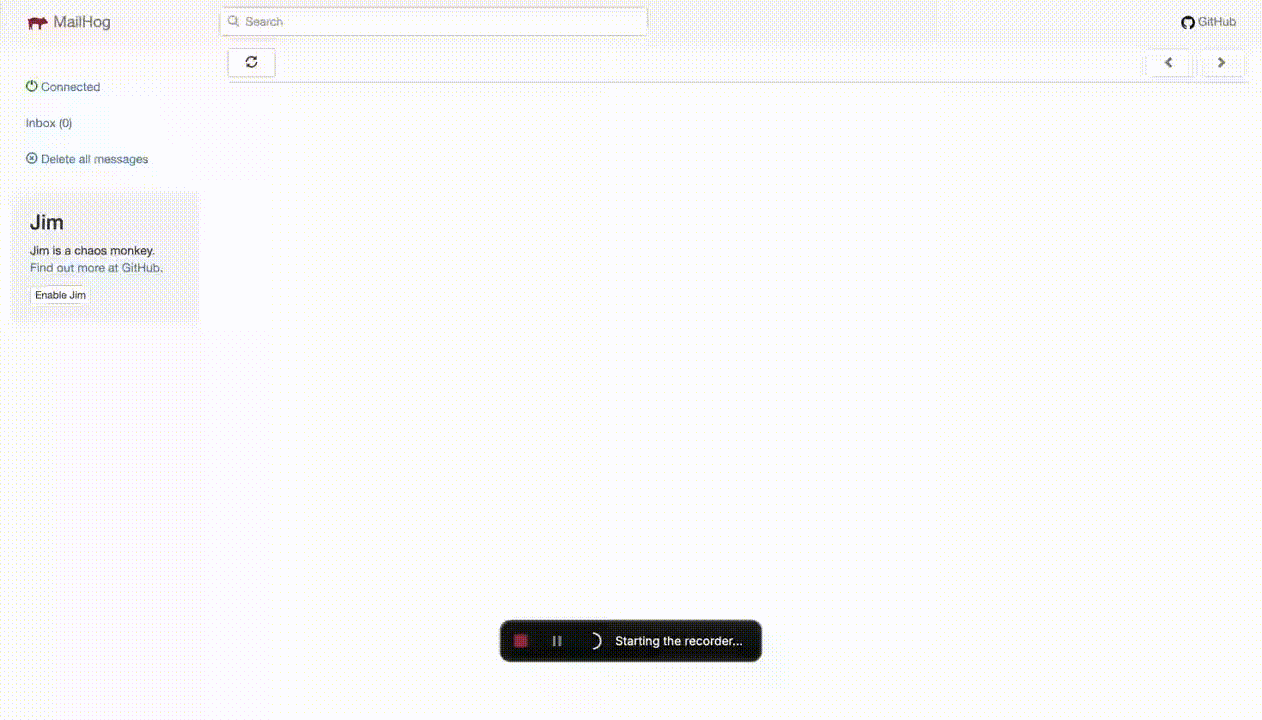 MailHog
Search
GitHub
Connected
Inbox (0)
Delete all messages
Jim
Jim is a chaos monkey.
Find out more at GitHub.
Enable Jim
Starting the recorder...